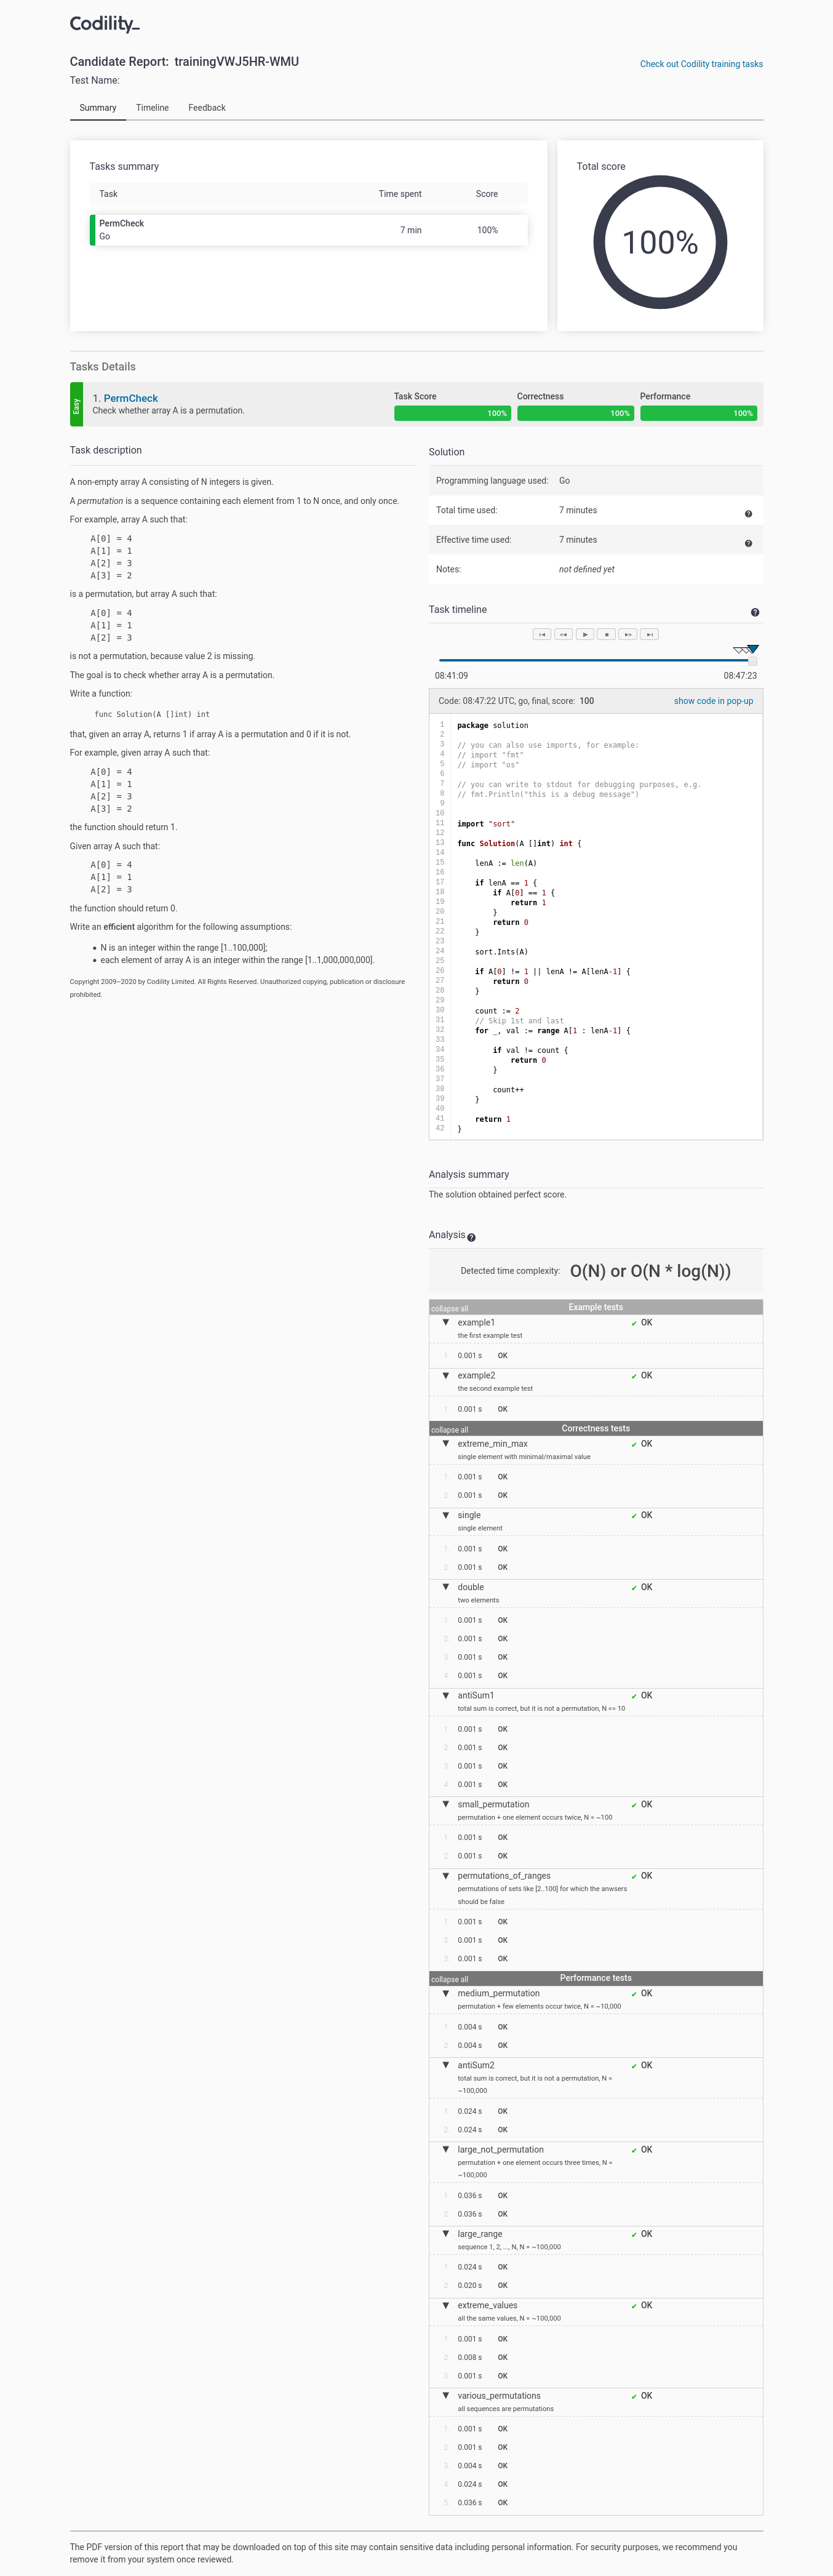 Codility_
Candidate Report: trainingVWJ5HR-WMU
Check out Codility training tasks
Test Name:
Summary Timeline Feedback
Tasks summary
Task Time spent Score
PermCheck
Go
7 min 100%
Total score
100%
Tasks Details
Easy
1. PermCheck
Check whether array A is a permutation.
Task Score
100%
Correctness
100%
Performance
100%
Task description
A non-empty array A consisting of N integers is given.
A permutation is a sequence containing each element from 1 to N once, and only once.
For example, array A such that:
A[0] = 4
A[1] = 1
A[2] = 3
A[3] = 2
is a permutation, but array A such that:
A[0] = 4
A[1] = 1
A[2] = 3
is not a permutation, because value 2 is missing.
The goal is to check whether array A is a permutation.
Write a function:
func Solution(A []int) int
that, given an array A, returns 1 if array A is a permutation and 0 if it is not.
For example, given array A such that:
A[0] = 4
A[1] = 1
A[2] = 3
A[3] = 2
the function should return 1.
Given array A such that:
A[0] = 4
A[1] = 1
A[2] = 3
the function should return 0.
Write an efficient algorithm for the following assumptions:
• N is an integer within the range [1..100,000];
• each element of array A is an integer within the range [1..1,000,000,000].
Copyright 2009–2020 by Codility Limited. All Rights Reserved. Unauthorized copying, publication or disclosure
prohibited.
Solution
Programming language used: Go
Total time used: 7 minutes
Effective time used: 7 minutes
Notes: not defined yet
Task timeline
08:41:09 08:47:23
Code: 08:47:22 UTC, go, final, score: 100
show code in pop-up
1 package solution
2
3 // you can also use imports, for example:
4 // import "fmt"
5 // import "os"
6
7 // you can write to stdout for debugging purposes, e.g.
8 // fmt.Println("this is a debug message")
9
10
11 import "sort"
12
13 func Solution(A []int) int {
14
15 lenA := len(A)
16
17 if lenA == 1 {
18 if A[0] == 1 {
19 return 1
20 }
21 return 0
22 }
23
24 sort.Ints(A)
25
26 if A[0] != 1 || lenA != A[lenA-1] {
27 return 0
28 }
29
30 count := 2
31 // Skip 1st and last
32 for _, val := range A[1 : lenA-1] {
33
34 if val != count {
35 return 0
36 }
37
38 count++
39 }
40
41 return 1
42 }
Analysis summary
The solution obtained perfect score.
Analysis
Detected time complexity: O(N) or O(N * log(N))
collapse all Example tests
▼ example1 ✔ OK
the first example test
1. 0.001 s OK
▼ example2 ✔ OK
the second example test
1. 0.001 s OK
collapse all Correctness tests
▼ extreme_min_max ✔ OK
single element with minimal/maximal value
1. 0.001 s OK
2. 0.001 s OK
▼ single ✔ OK
single element
1. 0.001 s OK
2. 0.001 s OK
▼ double ✔ OK
two elements
1. 0.001 s OK
2. 0.001 s OK
3. 0.001 s OK
4. 0.001 s OK
▼ antiSum1 ✔ OK
total sum is correct, but it is not a permutation, N <= 10
1. 0.001 s OK
2. 0.001 s OK
3. 0.001 s OK
4. 0.001 s OK
▼ small_permutation ✔ OK
permutation + one element occurs twice, N = ~100
1. 0.001 s OK
2. 0.001 s OK
▼ permutations_of_ranges ✔ OK
permutations of sets like [2..100] for which the anwsers
should be false
1. 0.001 s OK
2. 0.001 s OK
3. 0.001 s OK
collapse all Performance tests
▼ medium_permutation ✔ OK
permutation + few elements occur twice, N = ~10,000
1. 0.004 s OK
2. 0.004 s OK
▼ antiSum2 ✔ OK
total sum is correct, but it is not a permutation, N =
~100,000
1. 0.024 s OK
2. 0.024 s OK
▼ large_not_permutation ✔ OK
permutation + one element occurs three times, N =
~100,000
1. 0.036 s OK
2. 0.036 s OK
▼ large_range ✔ OK
sequence 1, 2, ..., N, N = ~100,000
1. 0.024 s OK
2. 0.020 s OK
▼ extreme_values ✔ OK
all the same values, N = ~100,000
1. 0.001 s OK
2. 0.008 s OK
3. 0.001 s OK
▼ various_permutations ✔ OK
all sequences are permutations
1. 0.001 s OK
2. 0.001 s OK
3. 0.004 s OK
4. 0.024 s OK
5. 0.036 s OK
The PDF version of this report that may be downloaded on top of this site may contain sensitive data including personal information. For security purposes, we recommend you
remove it from your system once reviewed.